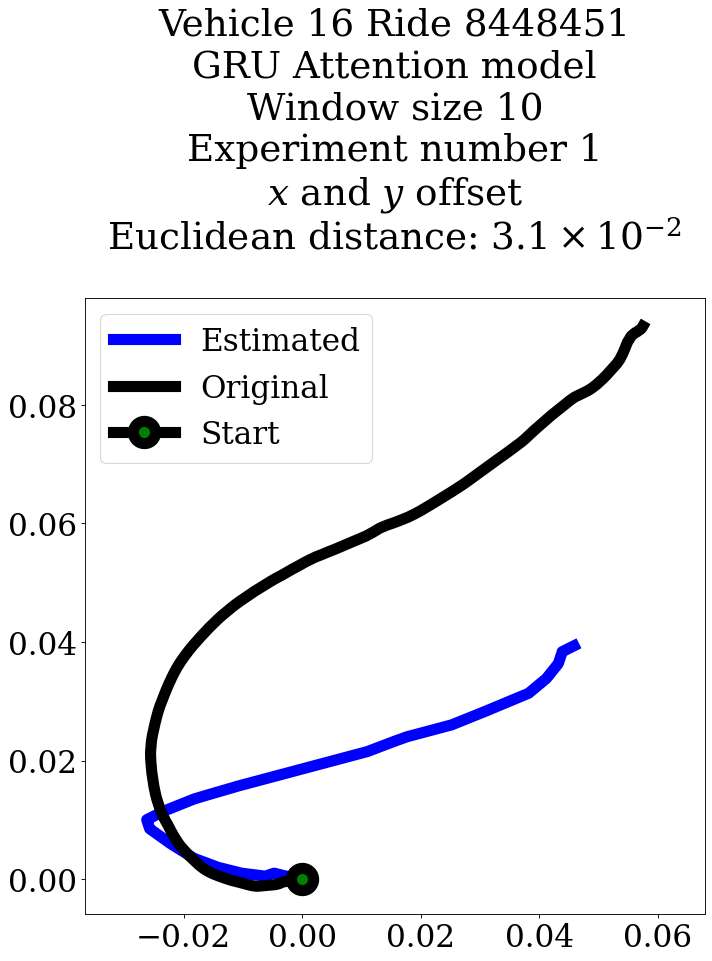 Vehicle 16 Ride 8448451
GRU Attention model
Window size 10
Experiment number 1
x and y offset
Euclidean distance: 3.1 × 10⁻²
Estimated
Original
Start
0.08
0.06
0.04
0.02
0.00
−0.02 0.00 0.02 0.04 0.06